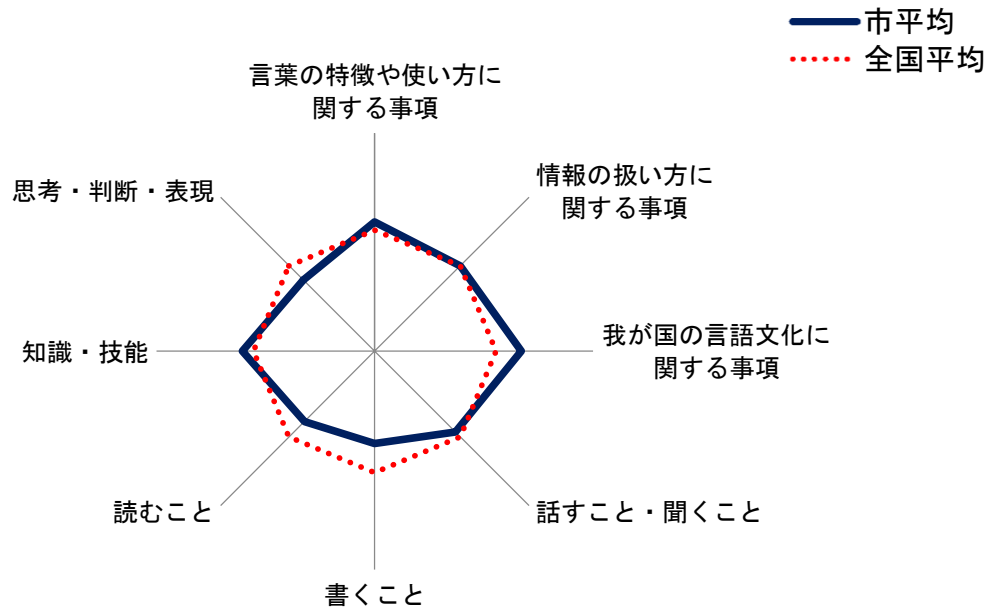 市平均
全国平均
言葉の特徴や使い方に
関する事項
情報の扱い方に
関する事項
我が国の言語文化に
関する事項
話すこと・聞くこと
書くこと
読むこと
知識・技能
思考・判断・表現